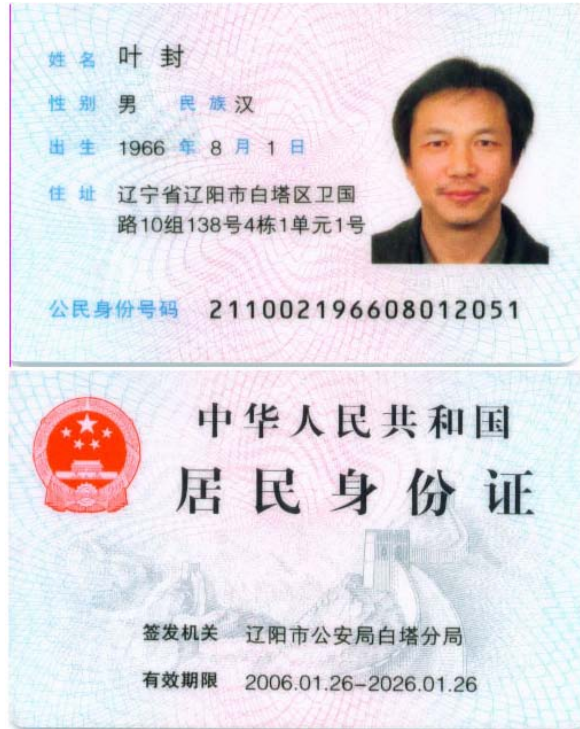 姓名 叶封
性别 男 民族 汉
出生 1966 年 8 月 1 日
住址 辽宁省辽阳市白塔区卫国
路10组138号4栋1单元1号
公民身份号码 211002196608012051
中华人民共和国
居民身份证
签发机关 辽阳市公安局白塔分局
有效期限 2006.01.26-2026.01.26